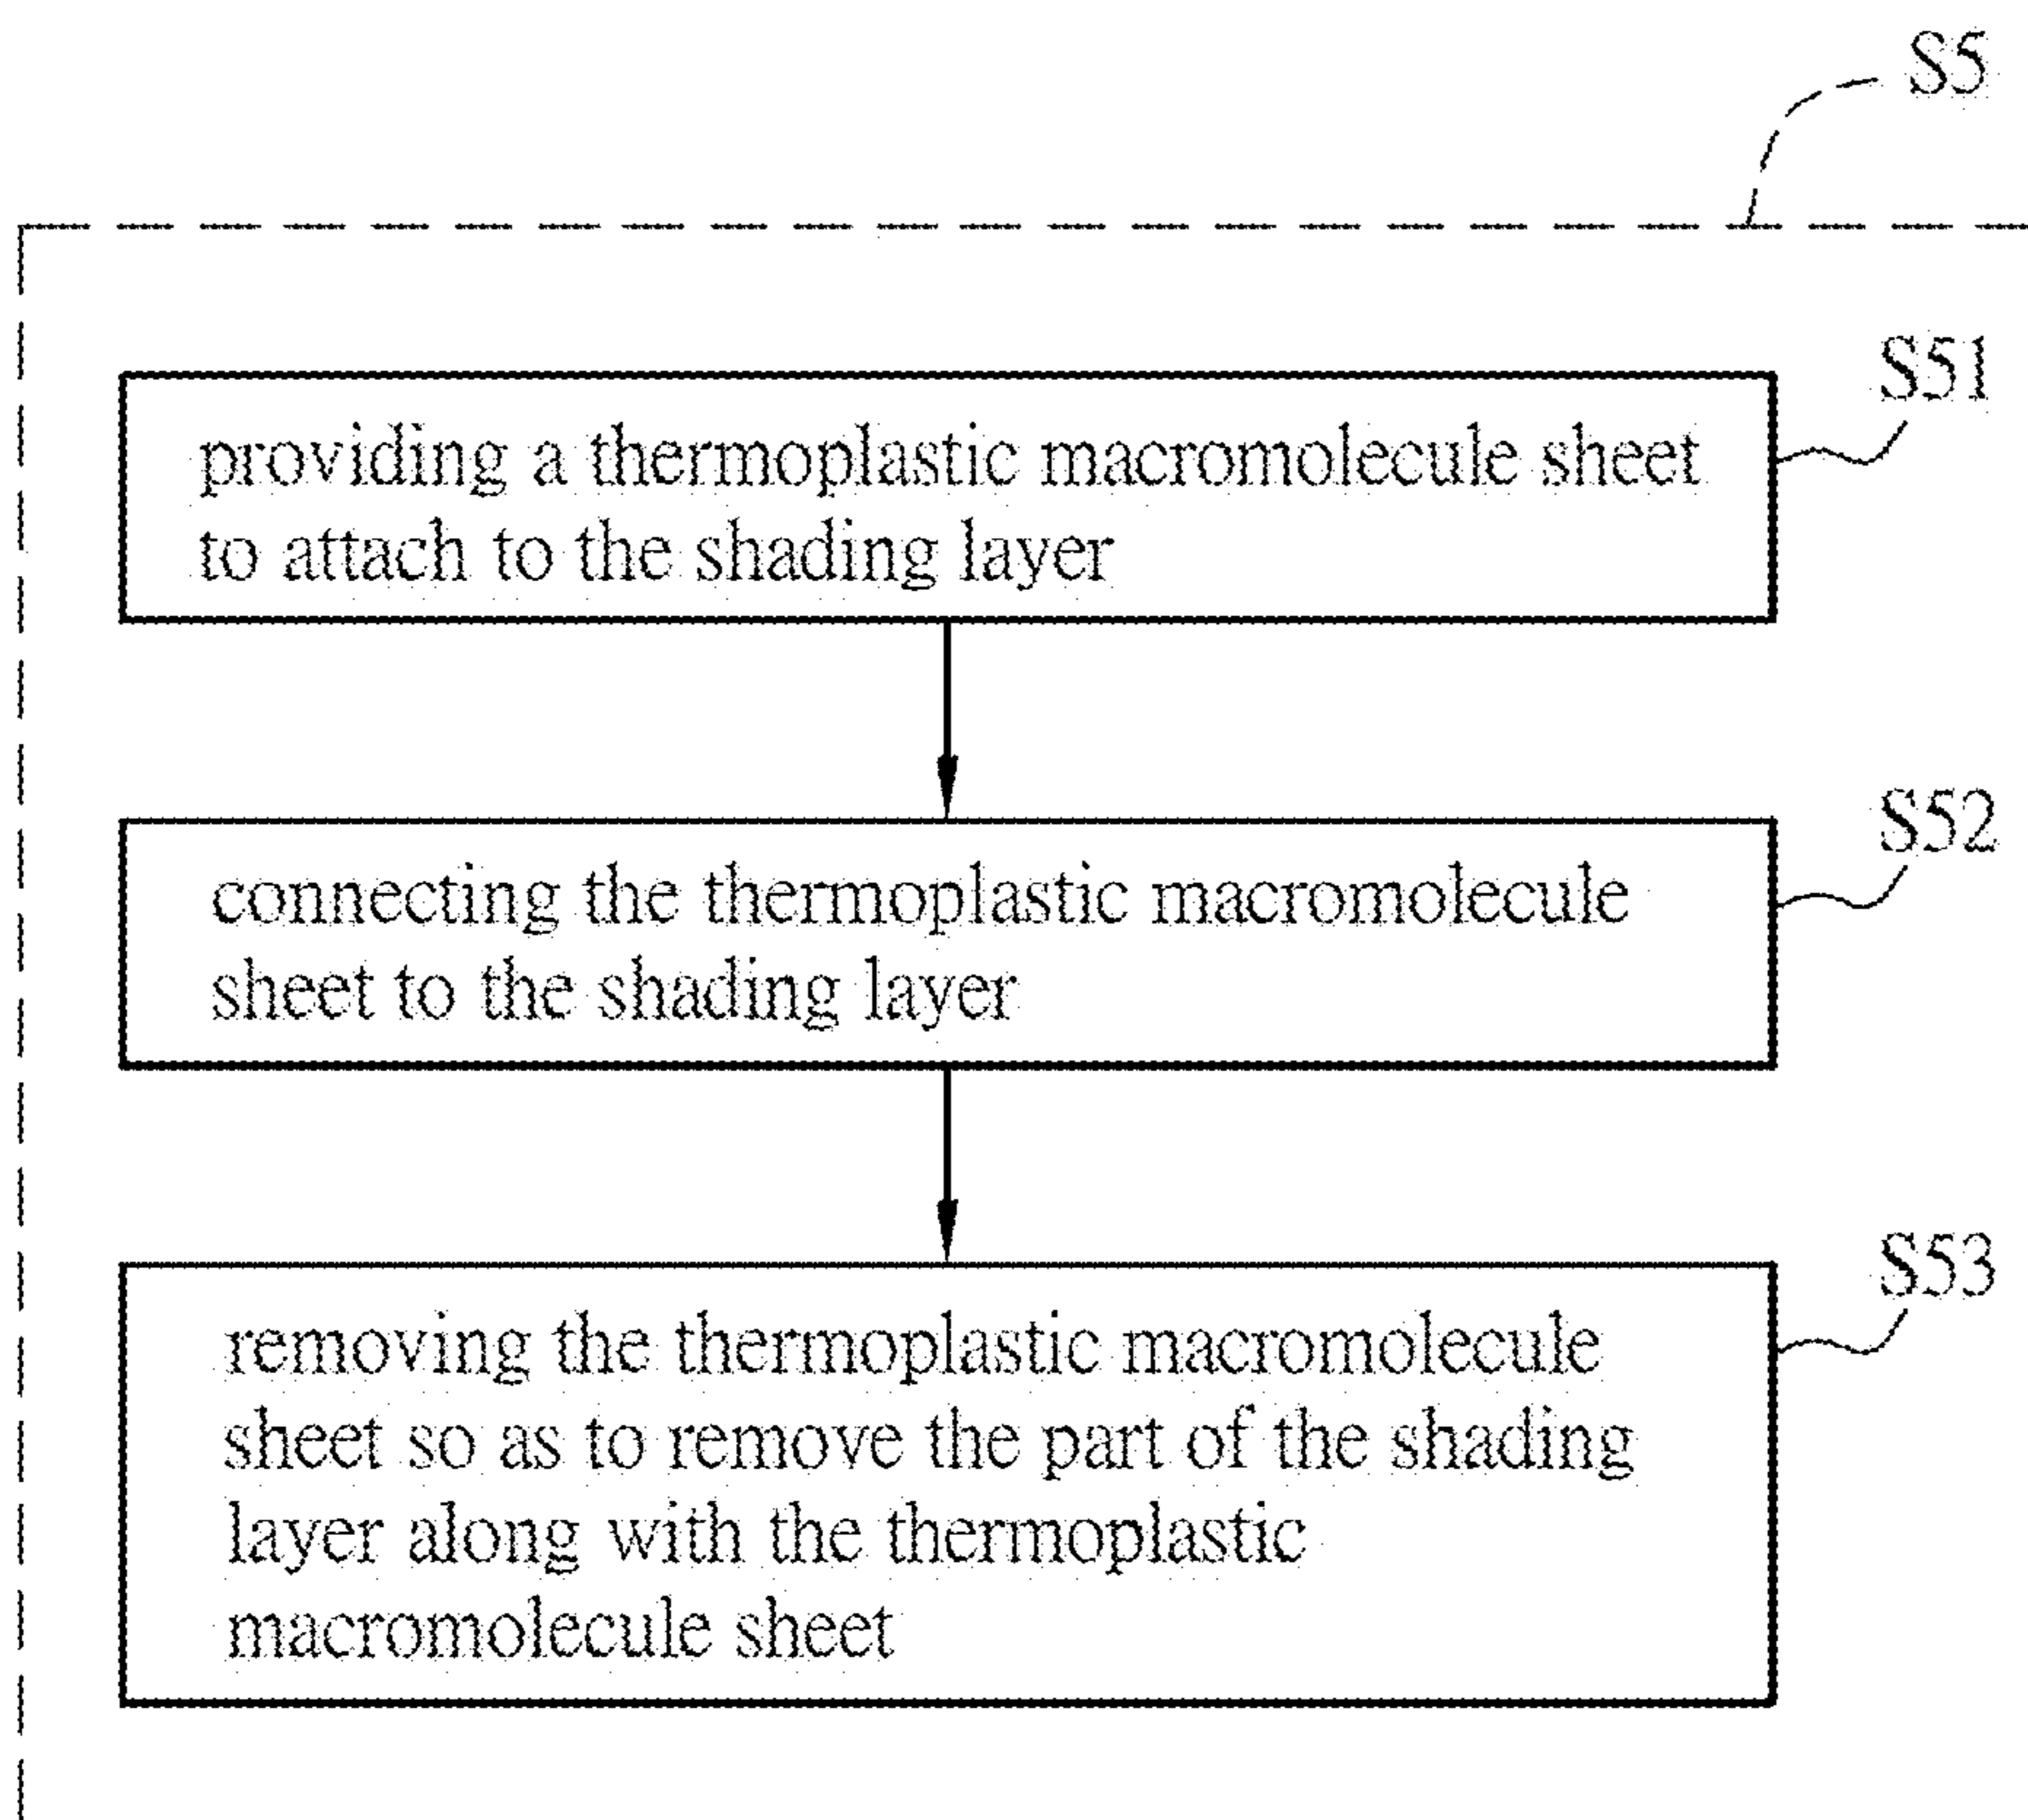 S5
S51
providing a thermoplastic macromolecule sheet
to attach to the shading layer
S52
connecting the thermoplastic macromolecule
sheet to the shading layer
S53
removing the thermoplastic macromolecule
sheet so as to remove the part of the shading
layer along with the thermoplastic
macromolecule sheet